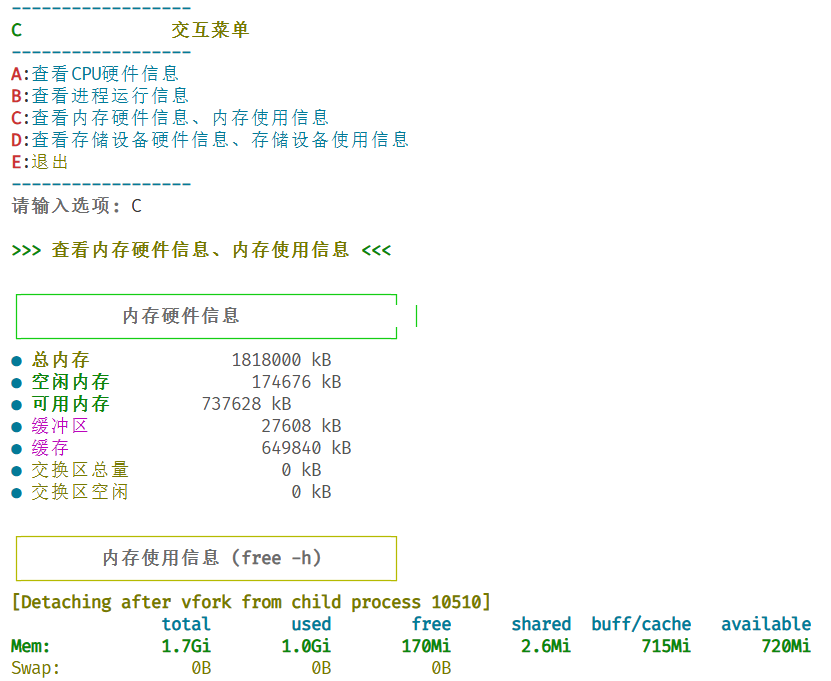 ------------------
C 交互菜单
------------------
A:查看CPU硬件信息
B:查看进程运行信息
C:查看内存硬件信息、内存使用信息
D:查看存储设备硬件信息、存储设备使用信息
E:退出
------------------
请输入选项: C
>>> 查看内存硬件信息、内存使用信息 <<<
内存硬件信息
● 总内存 1818000 kB
● 空闲内存 174676 kB
● 可用内存 737628 kB
● 缓冲区 27608 kB
● 缓存 649840 kB
● 交换区总量 0 kB
● 交换区空闲 0 kB
内存使用信息 (free -h)
[Detaching after vfork from child process 10510]
total used free shared buff/cache available
Mem: 1.7Gi 1.0Gi 170Mi 2.6Mi 715Mi 720Mi
Swap: 0B 0B 0B